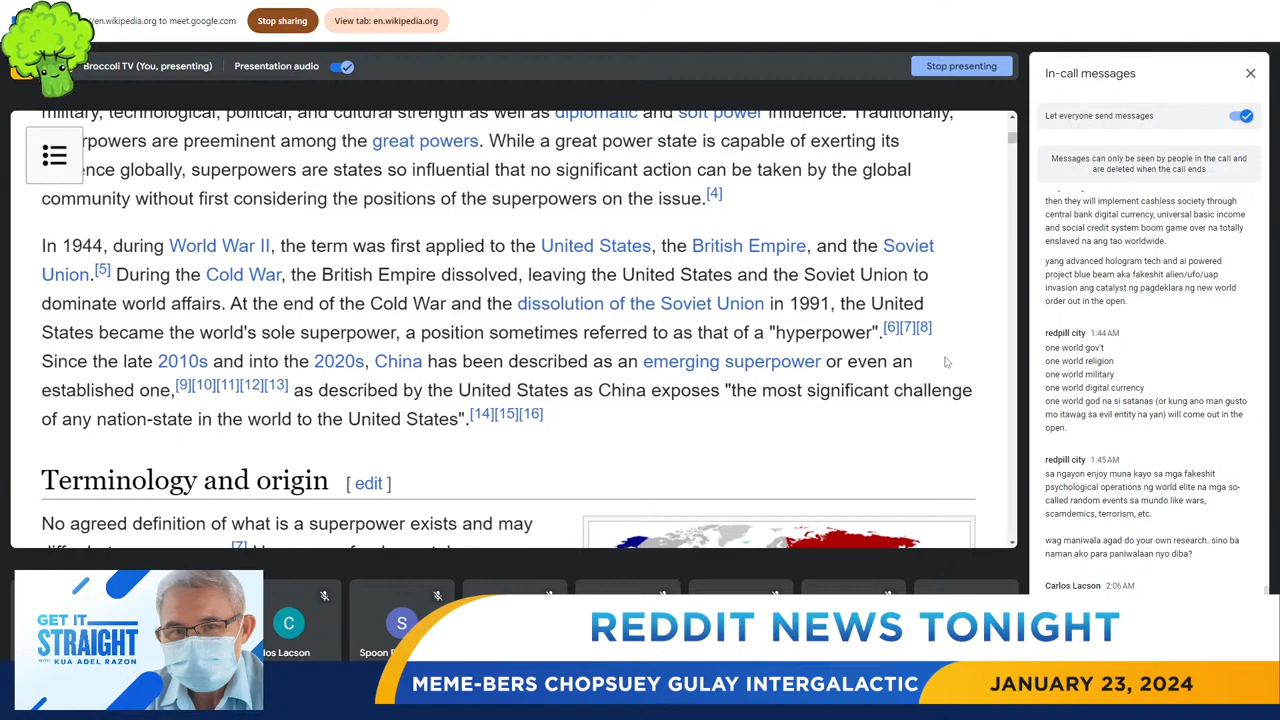 //en.wikipedia.org to meet.google.com
Stop sharing
View tab: en.wikipedia.org
Broccoli TV (You, presenting)
Presentation audio
Stop presenting
military, technological, political, and cultural strength as well as diplomatic and soft power influence. Traditionally,
are preeminent among the great powers. While a great power state is capable of exerting its
globally, superpowers are states so influential that no significant action can be taken by the global
community without first considering the positions of the superpowers on the issue.[4]
In 1944, during World War II, the term was first applied to the United States, the British Empire, and the Soviet
Union.[5] During the Cold War, the British Empire dissolved, leaving the United States and the Soviet Union to
dominate world affairs. At the end of the Cold War and the dissolution of the Soviet Union in 1991, the United
States became the world's sole superpower, a position sometimes referred to as that of a "hyperpower".[6][7][8]
Since the late 2010s and into the 2020s, China has been described as an emerging superpower or even an
established one,[9][10][11][12][13] as described by the United States as China exposes "the most significant challenge
of any nation-state in the world to the United States".[14][15][16]
Terminology and origin [ edit ]
No agreed definition of what is a superpower exists and may
[7]
In-call messages
Let everyone send messages
Messages can only be seen by people in the call and
are deleted when the call ends
then they will implement cashless society through
central bank digital currency, universal basic income
and social credit system boom game over na totally
enslaved na ang tao worldwide.
yang advanced hologram tech and ai powered
project blue beam aka fakeshit alien/ufo/uap
invasion ang catalyst ng pagdeklara ng new world
order out in the open.
redpill city 1:44 AM
one world gov't
one world religion
one world military
one world digital currency
one world god na si satanas (or kung ano man gusto
mo itawag sa evil entity na yan) will come out in the
open.
redpill city 1:45 AM
sa ngayon enjoy muna kayo sa mga fakeshit
psychological operations ng world elite na mga so-
called random events sa mundo like wars,
scamdemics, terrorism, etc.
wag maniwala agad do your own research. sino ba
naman ako para paniwalaan nyo diba?
Carlos Lacson 2:06 AM
C
los Lacson
S
Spoon
GET IT
STRAIGHT
WITH KUA ADEL RAZON
REDDIT NEWS TONIGHT
MEME-BERS CHOPSUEY GULAY INTERGALACTIC
JANUARY 23, 2024